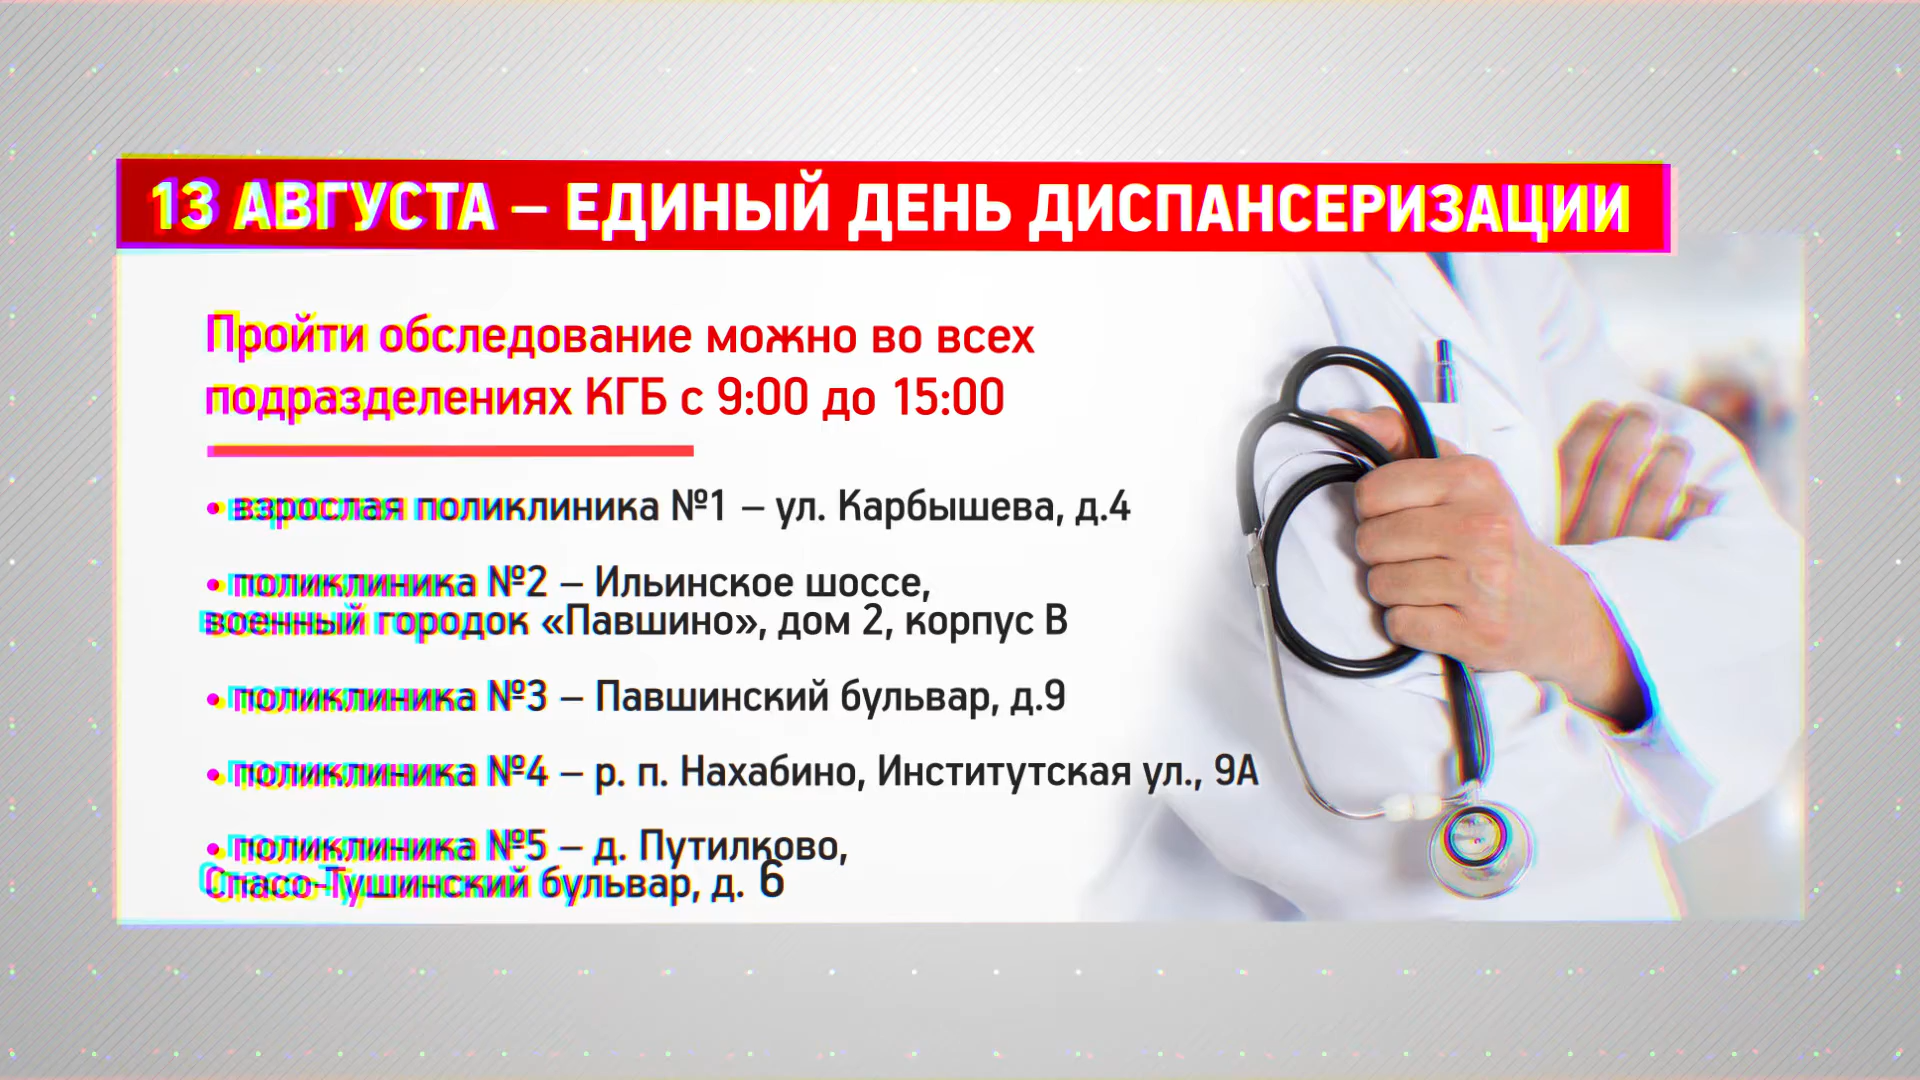 13 АВГУСТА – ЕДИНЫЙ ДЕНЬ ДИСПАНСЕРИЗАЦИИ
Пройти обследование можно во всех
подразделениях КГБ с 9:00 до 15:00
• взрослая поликлиника №1 – ул. Карбышева, д.4
• поликлиника №2 – Ильинское шоссе,
военный городок «Павшино», дом 2, корпус В
• поликлиника №3 – Павшинский бульвар, д.9
• поликлиника №4 – р. п. Нахабино, Институтская ул., 9А
• поликлиника №5 – д. Путилково,
Спасо-Тушинский бульвар, д. 6